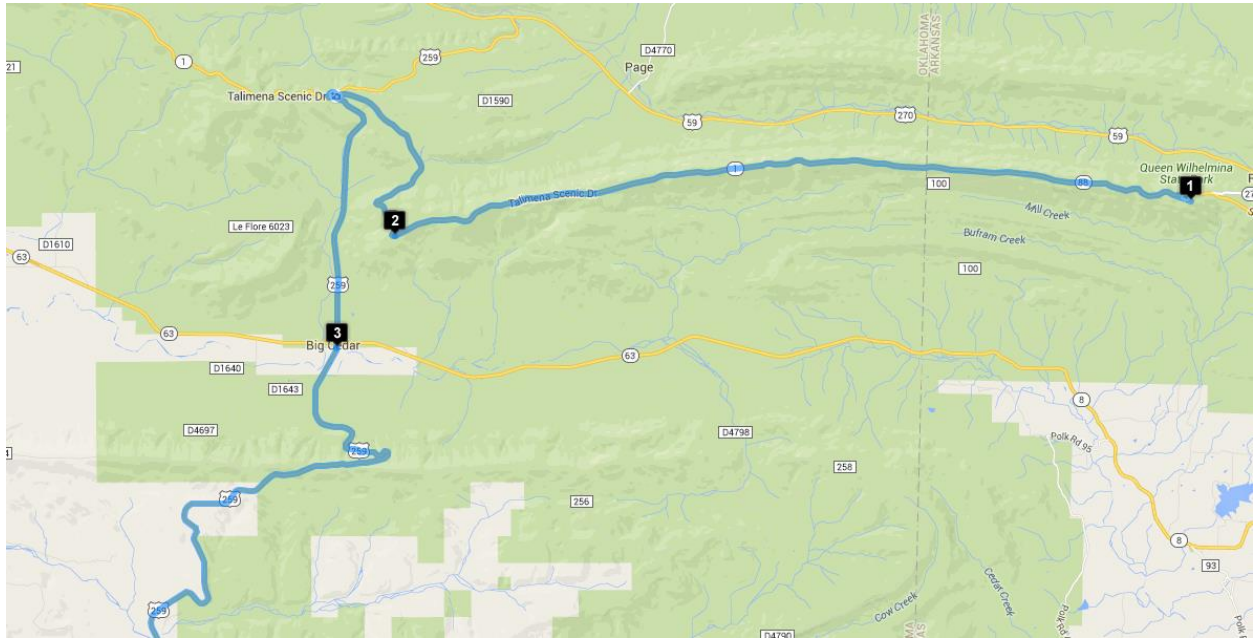 259
D4770
OKLAHOMA
ARKANSAS
21
1
Page
Talimena Scenic Dr
D1590
59
270
59
Queen Wilhelmina
State Park
1
1
88
100
27
Talimena Scenic Dr
2
Mill Creek
Le Flore 6023
Bufram Creek
D1610
63
100
259
63
3
Big Cedar
63
D1640
8
D1643
D4697
D4798
Polk Rd 95
259
258
259
256
8
93
Cedar Creek
259
Cow Creek
D4790
Polk Rd